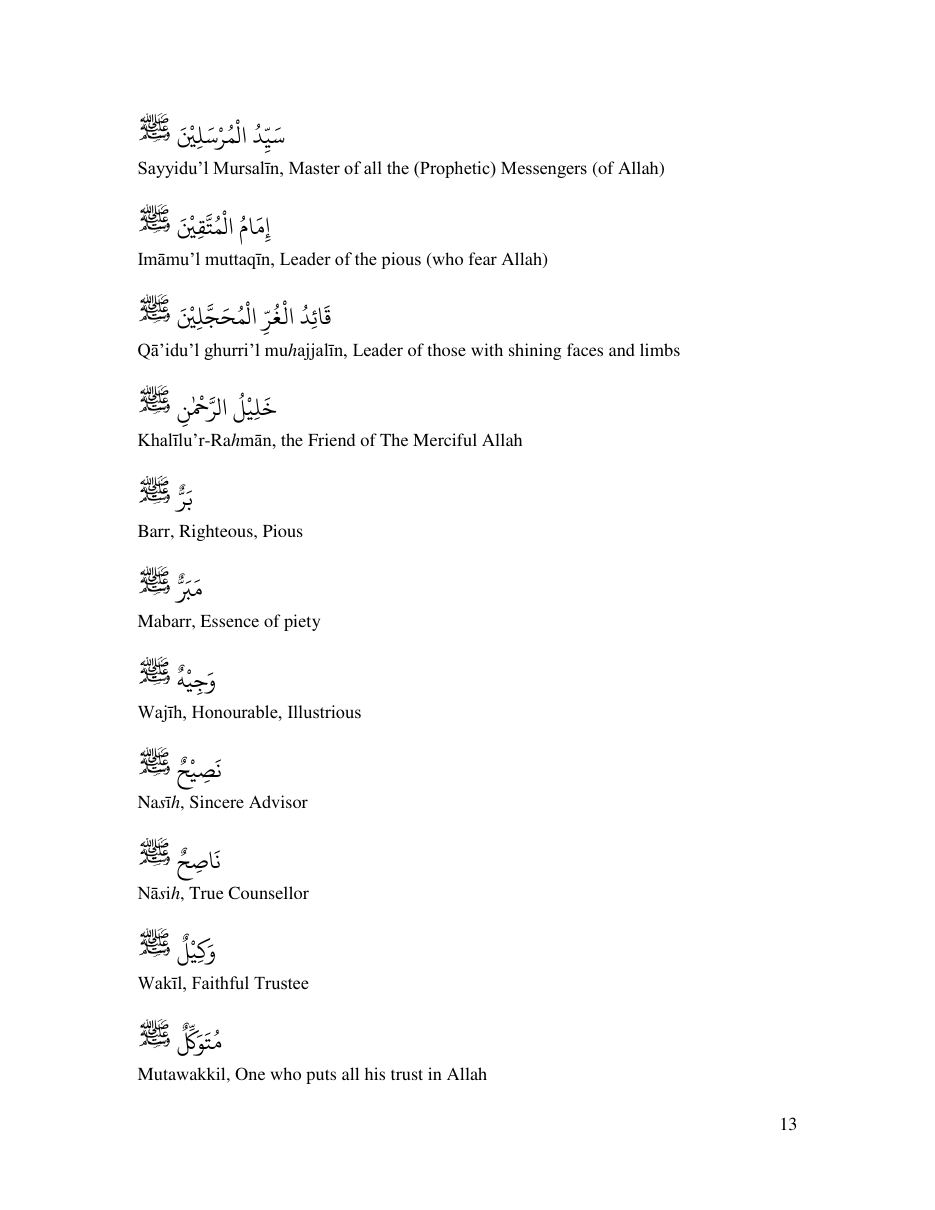 سَيِّدُ الْمُرْسَلِيْنَ ﷺ
Sayyidu’l Mursalīn, Master of all the (Prophetic) Messengers (of Allah)
إِمَامُ الْمُتَّقِيْنَ ﷺ
Imāmu’l muttaqīn, Leader of the pious (who fear Allah)
قَائِدُ الْغُرِّ الْمُحَجَّلِيْنَ ﷺ
Qā’idu’l ghurri’l muhajjalīn, Leader of those with shining faces and limbs
خَلِيْلُ الرَّحْمٰنِ ﷺ
Khalīlu’r-Rahmān, the Friend of The Merciful Allah
بَرٌّ ﷺ
Barr, Righteous, Pious
مَبَرٌّ ﷺ
Mabarr, Essence of piety
وَجِيْهٌ ﷺ
Wajīh, Honourable, Illustrious
نَصِيْحٌ ﷺ
Nasīh, Sincere Advisor
نَاصِحٌ ﷺ
Nāsih, True Counsellor
وَكِيْلٌ ﷺ
Wakīl, Faithful Trustee
مُتَوَكِّلٌ ﷺ
Mutawakkil, One who puts all his trust in Allah
13